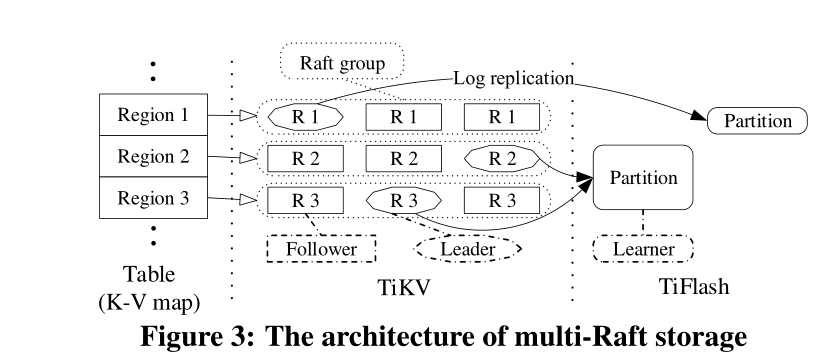 Raft group
Log replication
Region 1
R 1
R 1
R 1
Partition
Region 2
R 2
R 2
R 2
Partition
Region 3
R 3
R 3
R 3
Follower
Leader
Learner
Table
(K-V map)
TiKV
TiFlash
Figure 3: The architecture of multi-Raft storage